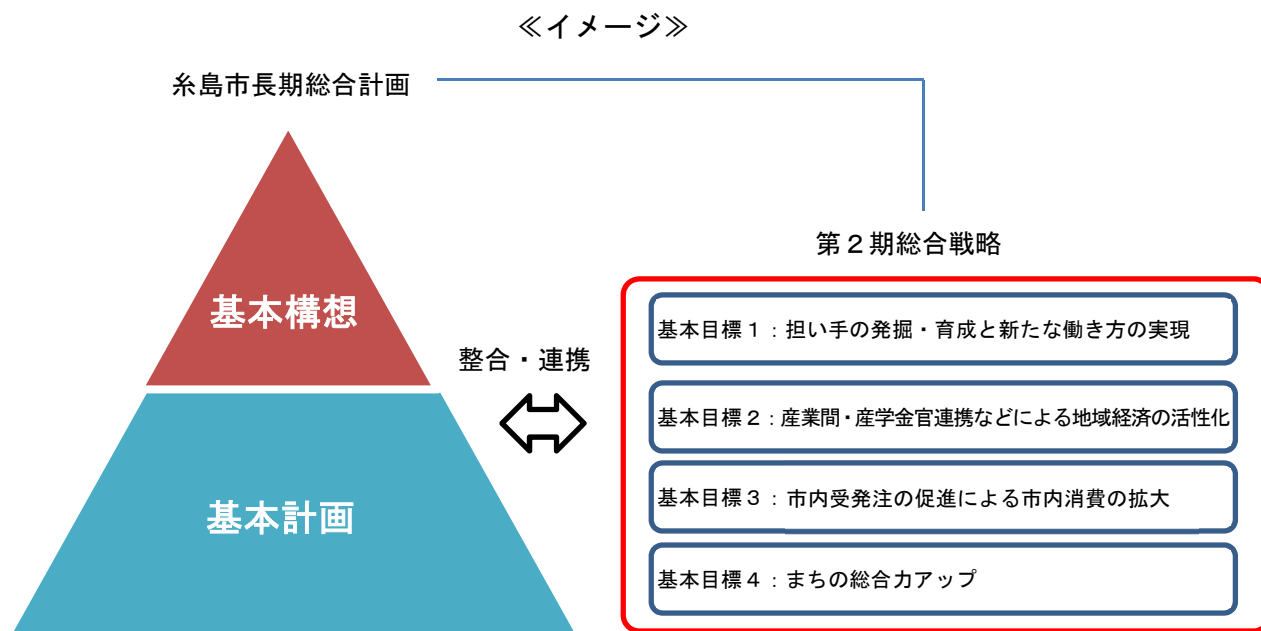 ≪イメージ≫
糸島市長期総合計画
第２期総合戦略
基本構想
整合・連携
基本計画
基本目標１：担い手の発掘・育成と新たな働き方の実現
基本目標２：産業間・産学金官連携などによる地域経済の活性化
基本目標３：市内受発注の促進による市内消費の拡大
基本目標４：まちの総合力アップ